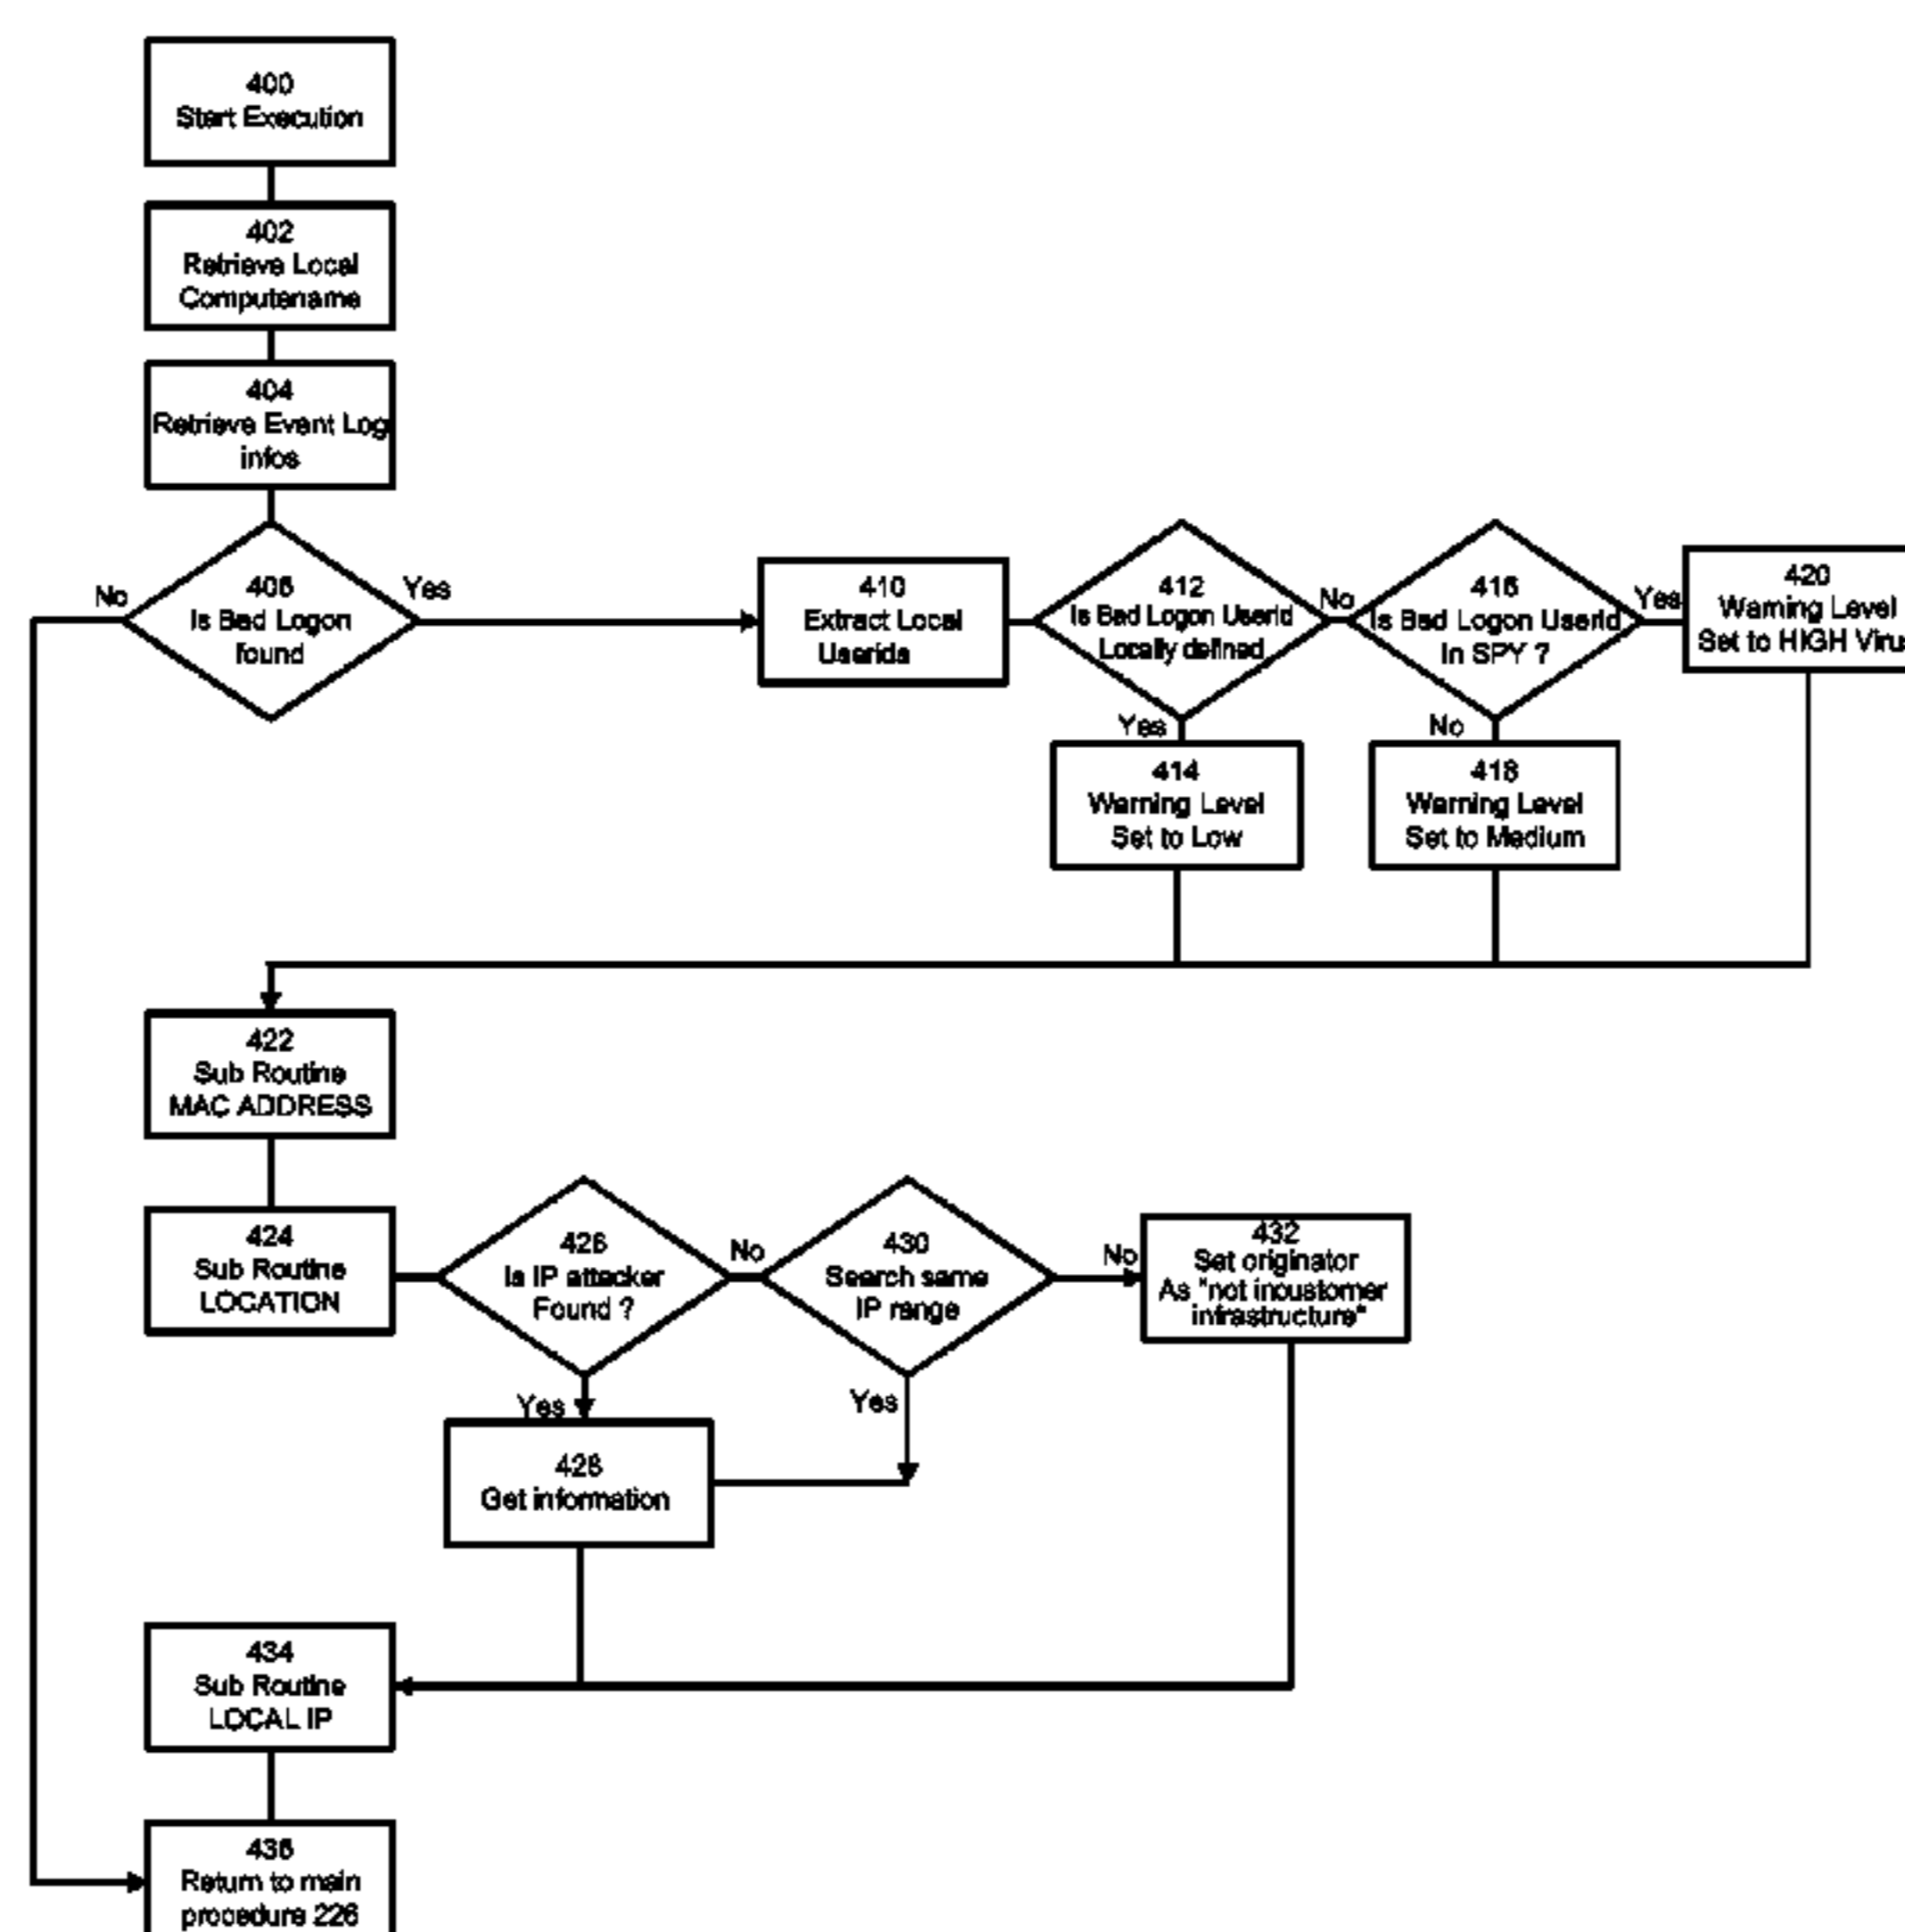 400
Start Execution
402
Retrieve Local
Computename
404
Retrieve Event Log
infos
406
Is Bad Logon
found
No
Yes
410
Extract Local
Userids
412
Is Bad Logon Userid
Locally defined
No
Yes
416
Is Bad Logon Userid
In SPY ?
Yes
No
420
Warning Level
Set to HIGH Virus
414
Warning Level
Set to Low
418
Warning Level
Set to Medium
422
Sub Routine
MAC ADDRESS
424
Sub Routine
LOCATION
426
Is IP attacker
Found ?
No
Yes
430
Search same
IP range
No
Yes
432
Set originator
As "not incustomer
infrastructure"
428
Get information
434
Sub Routine
LOCAL IP
436
Return to main
procedure 226